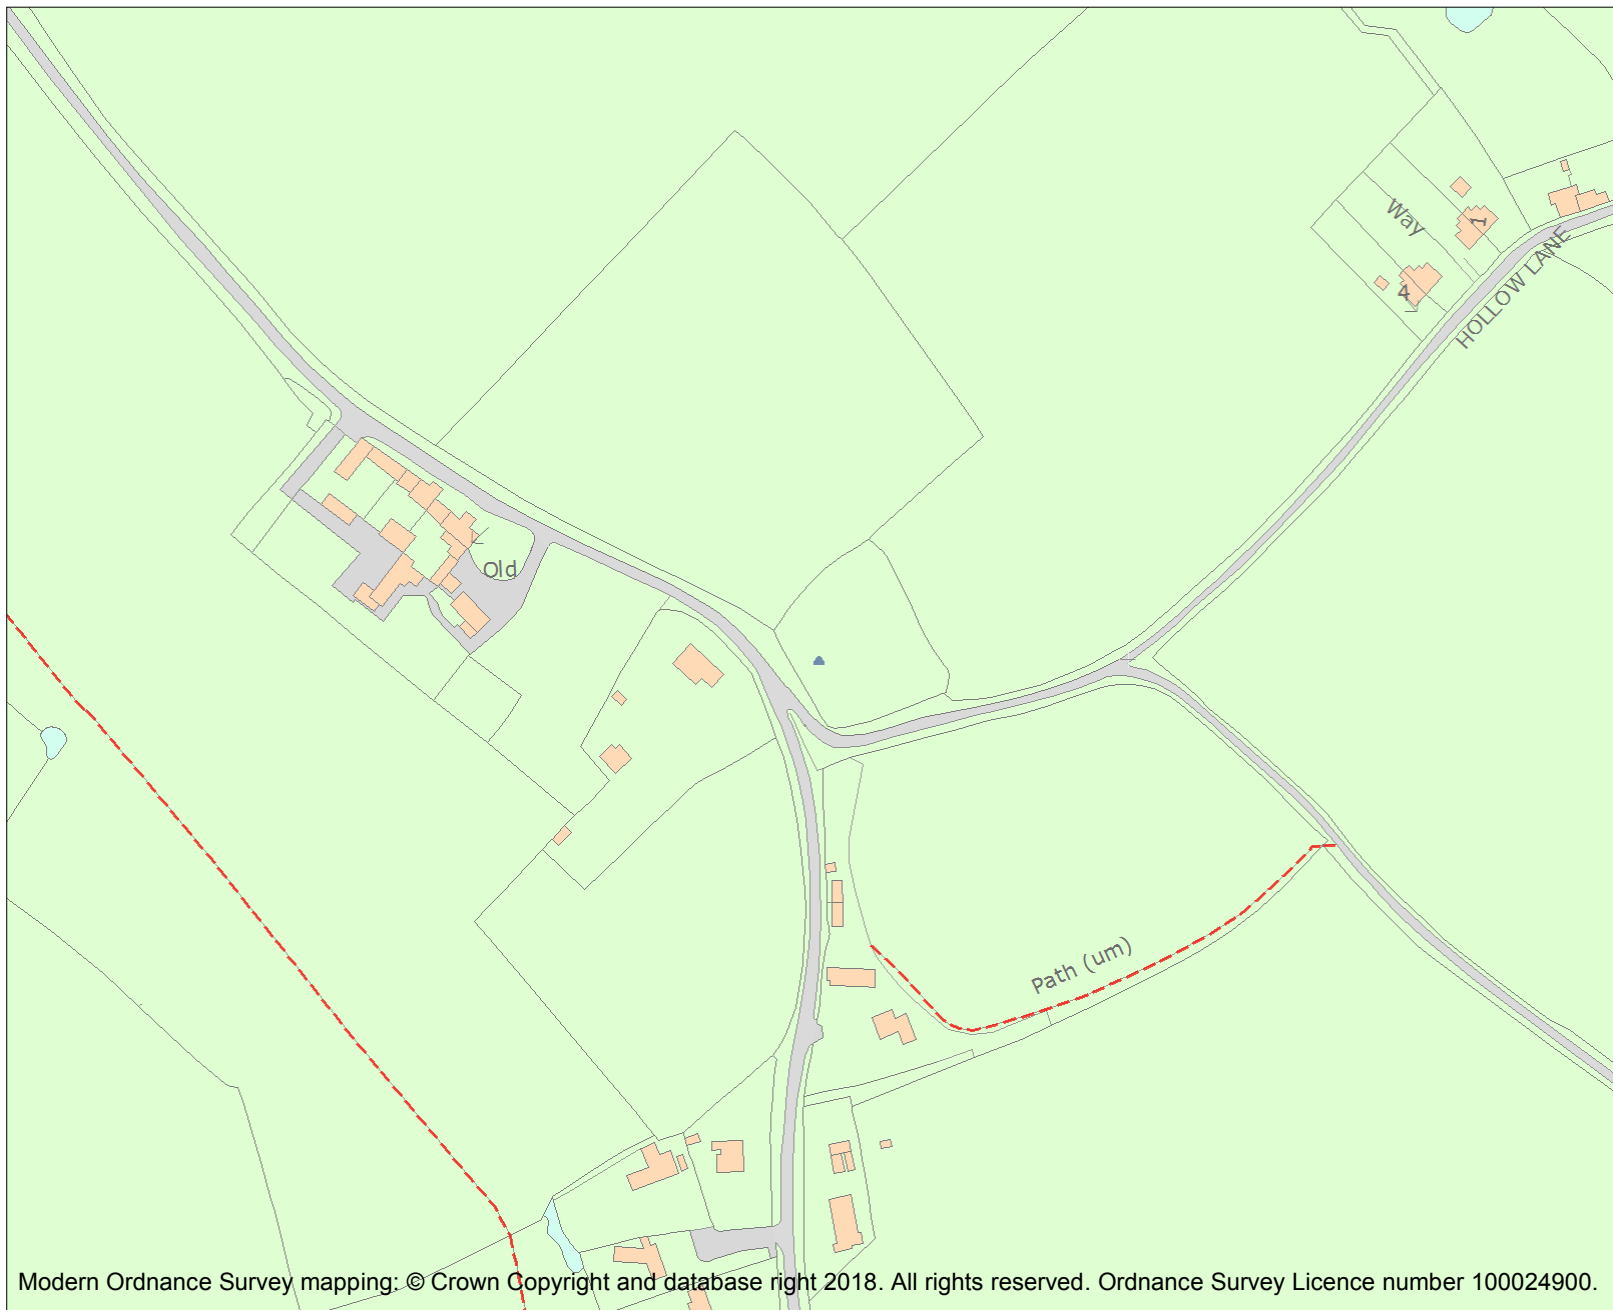 Way
1
4
HOLLOW LANE
Old
Path (um)
Modern Ordnance Survey mapping: © Crown Copyright and database right 2018. All rights reserved. Ordnance Survey Licence number 100024900.